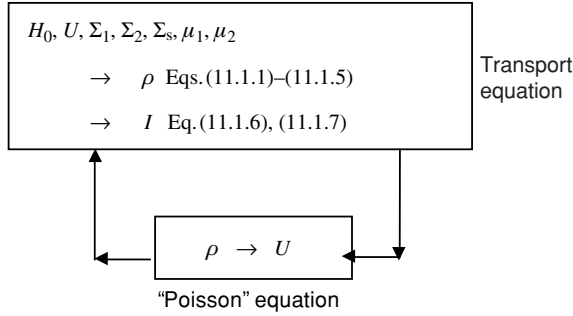 H₀, U, Σ₁, Σ₂, Σₛ, μ₁, μ₂
→ ρ Eqs. (11.1.1)–(11.1.5)
→ I Eq. (11.1.6), (11.1.7)
Transport
equation
ρ → U
“Poisson” equation